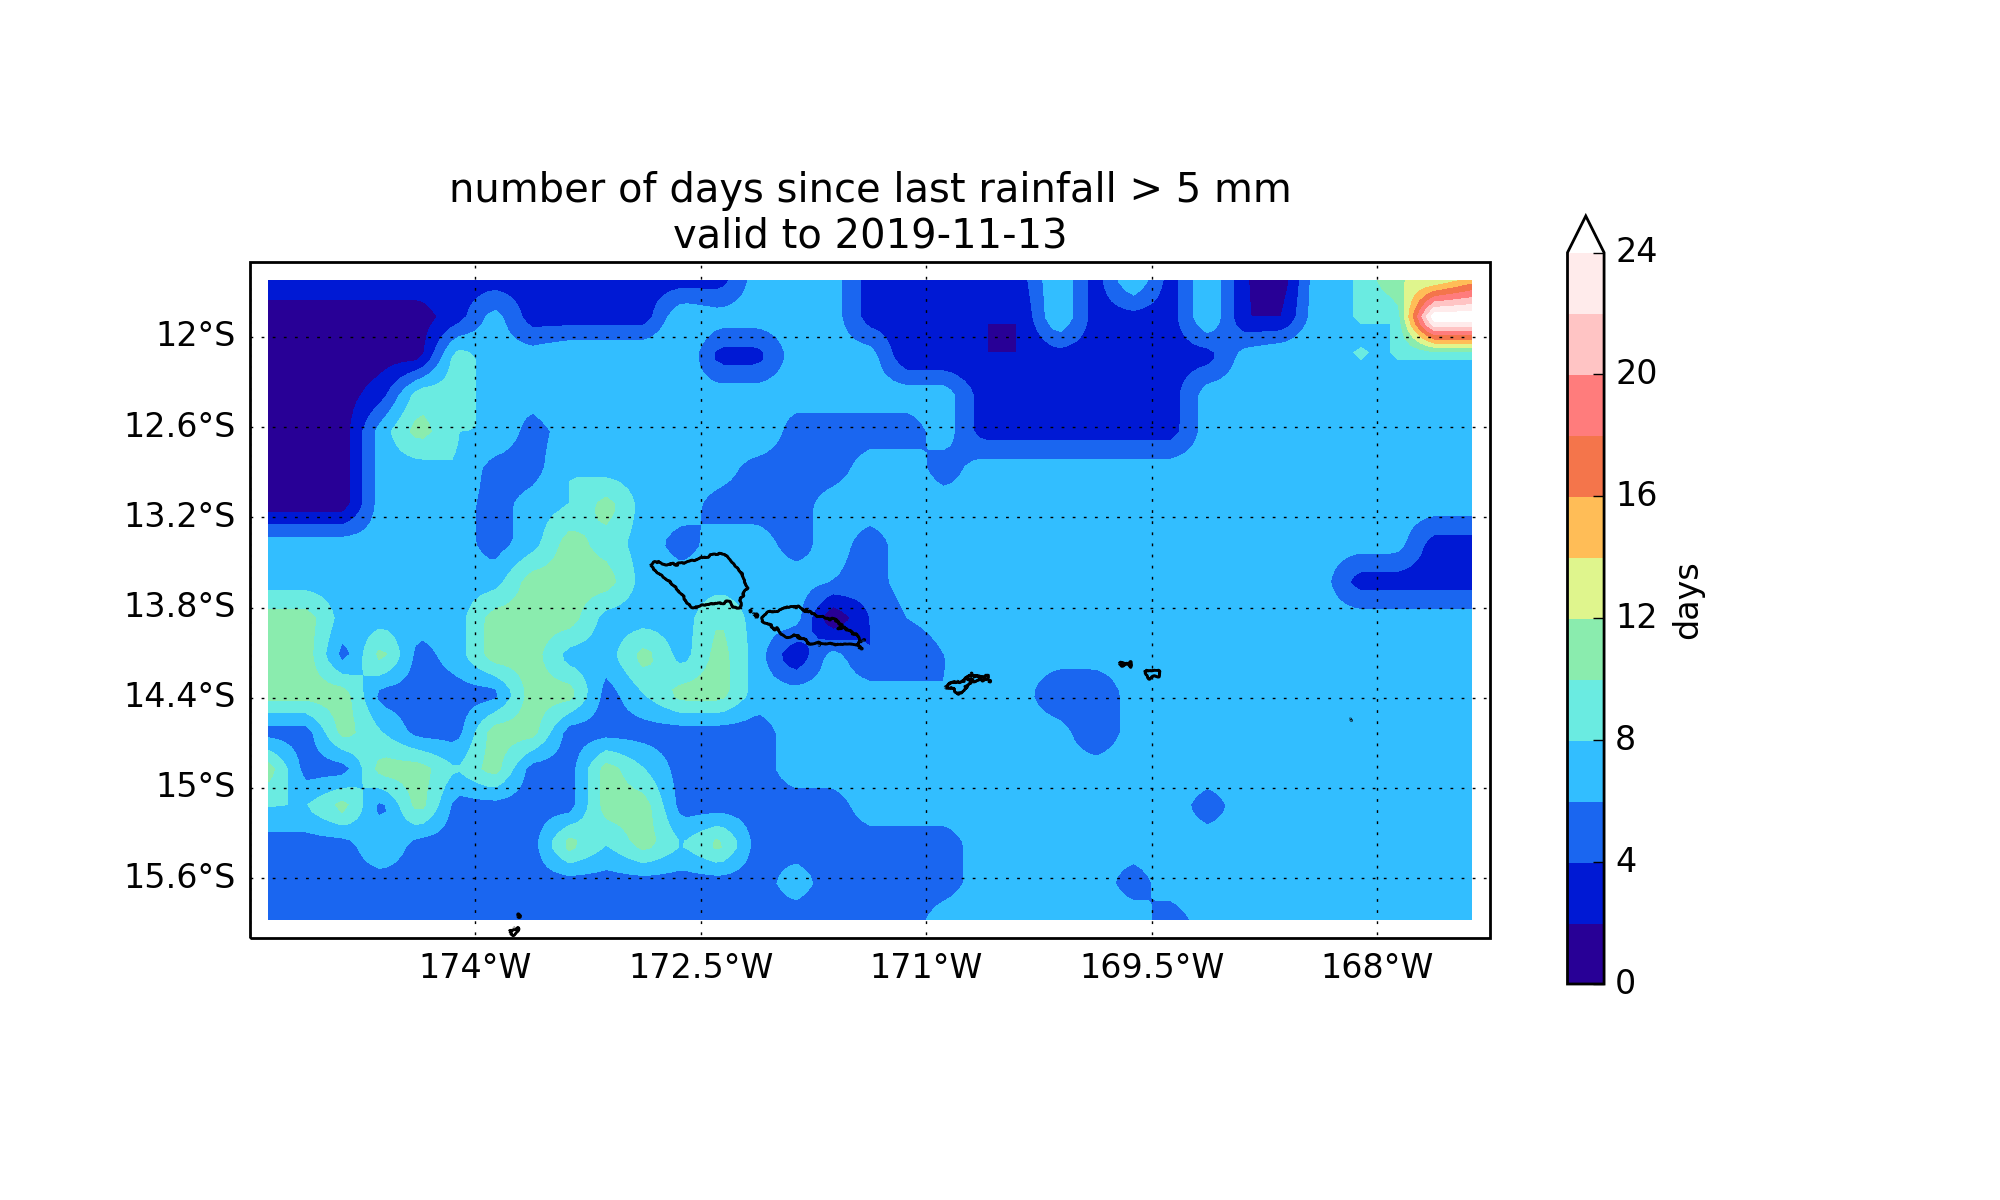 number of days since last rainfall > 5 mm
valid to 2019-11-13
12°S
12.6°S
13.2°S
13.8°S
14.4°S
15°S
15.6°S
174°W
172.5°W
171°W
169.5°W
168°W
24
20
16
12
8
4
0
days